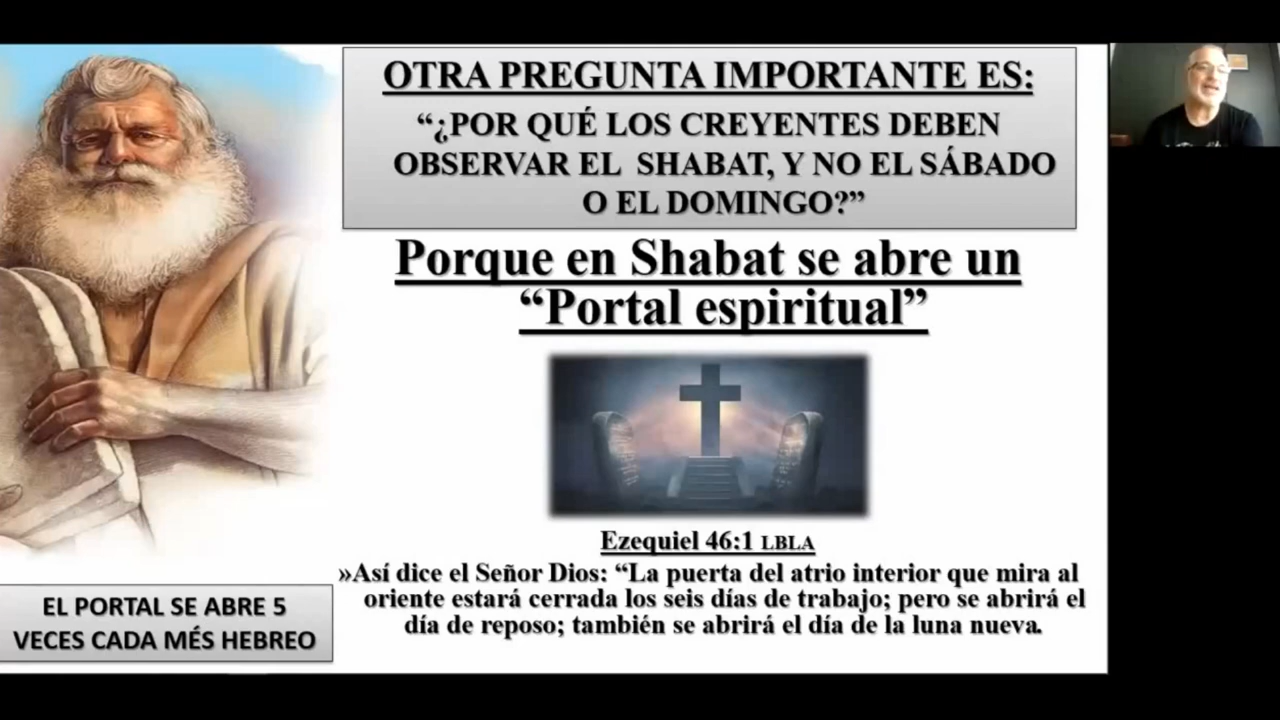 OTRA PREGUNTA IMPORTANTE ES:
“¿POR QUÉ LOS CREYENTES DEBEN
OBSERVAR EL SHABAT, Y NO EL SÁBADO
O EL DOMINGO?”
Porque en Shabat se abre un
“Portal espiritual”
Ezequiel 46:1 LBLA
»Así dice el Señor Dios: “La puerta del atrio interior que mira al
oriente estará cerrada los seis días de trabajo; pero se abrirá el
día de reposo; también se abrirá el día de la luna nueva.
EL PORTAL SE ABRE 5
VECES CADA MÉS HEBREO